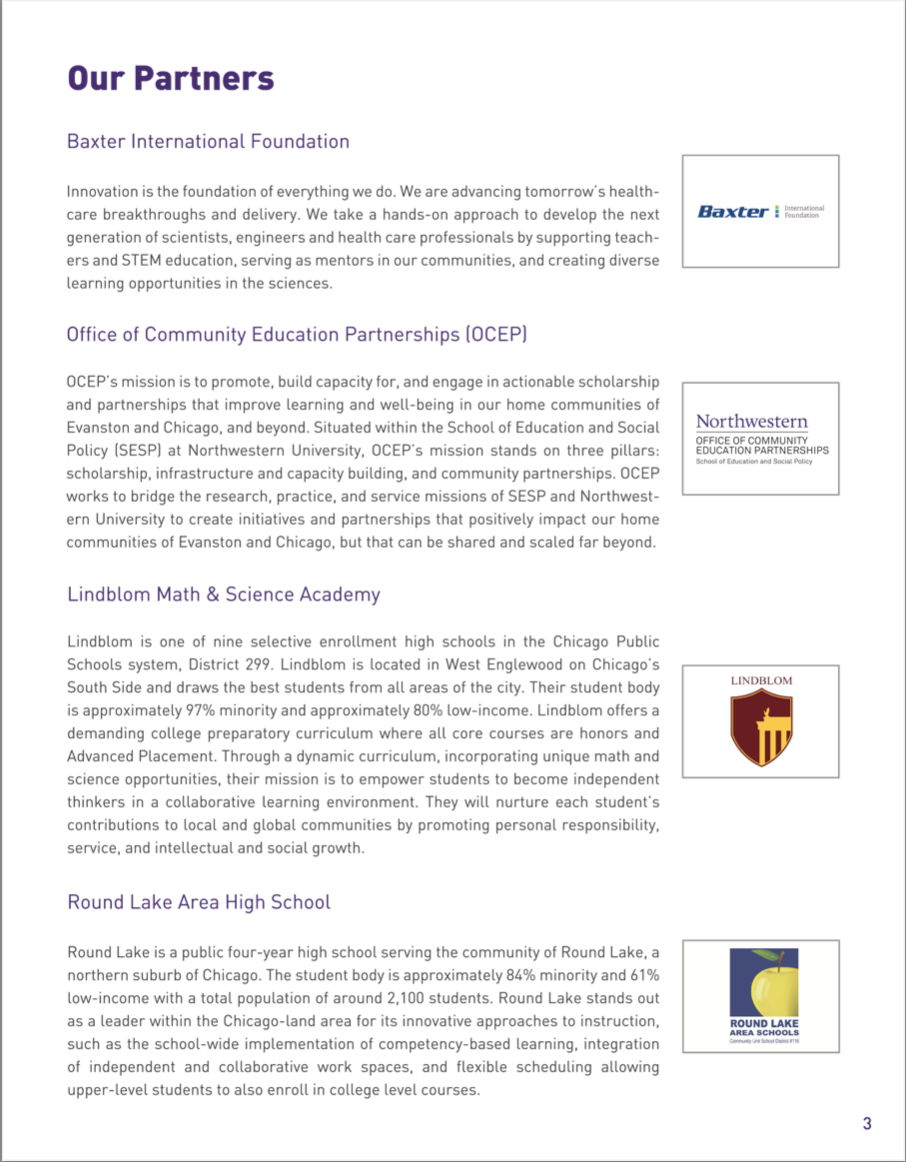 Our Partners
Baxter International Foundation
Innovation is the foundation of everything we do. We are advancing tomorrow's health-
care breakthroughs and delivery. We take a hands-on approach to develop the next
generation of scientists, engineers and health care professionals by supporting teach-
ers and STEM education, serving as mentors in our communities, and creating diverse
learning opportunities in the sciences.
Baxter International
Foundation
Office of Community Education Partnerships (OCEP)
OCEP's mission is to promote, build capacity for, and engage in actionable scholarship
and partnerships that improve learning and well-being in our home communities of
Evanston and Chicago, and beyond. Situated within the School of Education and Social
Policy (SESP) at Northwestern University, OCEP's mission stands on three pillars:
scholarship, infrastructure and capacity building, and community partnerships. OCEP
works to bridge the research, practice, and service missions of SESP and Northwest-
ern University to create initiatives and partnerships that positively impact our home
communities of Evanston and Chicago, but that can be shared and scaled far beyond.
Northwestern
OFFICE OF COMMUNITY
EDUCATION PARTNERSHIPS
School of Education and Social Policy
Lindblom Math & Science Academy
Lindblom is one of nine selective enrollment high schools in the Chicago Public
Schools system, District 299. Lindblom is located in West Englewood on Chicago's
South Side and draws the best students from all areas of the city. Their student body
is approximately 97% minority and approximately 80% low-income. Lindblom offers a
demanding college preparatory curriculum where all core courses are honors and
Advanced Placement. Through a dynamic curriculum, incorporating unique math and
science opportunities, their mission is to empower students to become independent
thinkers in a collaborative learning environment. They will nurture each student's
contributions to local and global communities by promoting personal responsibility,
service, and intellectual and social growth.
LINDBLOM
Round Lake Area High School
Round Lake is a public four-year high school serving the community of Round Lake, a
northern suburb of Chicago. The student body is approximately 84% minority and 61%
low-income with a total population of around 2,100 students. Round Lake stands out
as a leader within the Chicago-land area for its innovative approaches to instruction,
such as the school-wide implementation of competency-based learning, integration
of independent and collaborative work spaces, and flexible scheduling allowing
upper-level students to also enroll in college level courses.
ROUND LAKE
AREA SCHOOLS
Community Unit School District #116
3